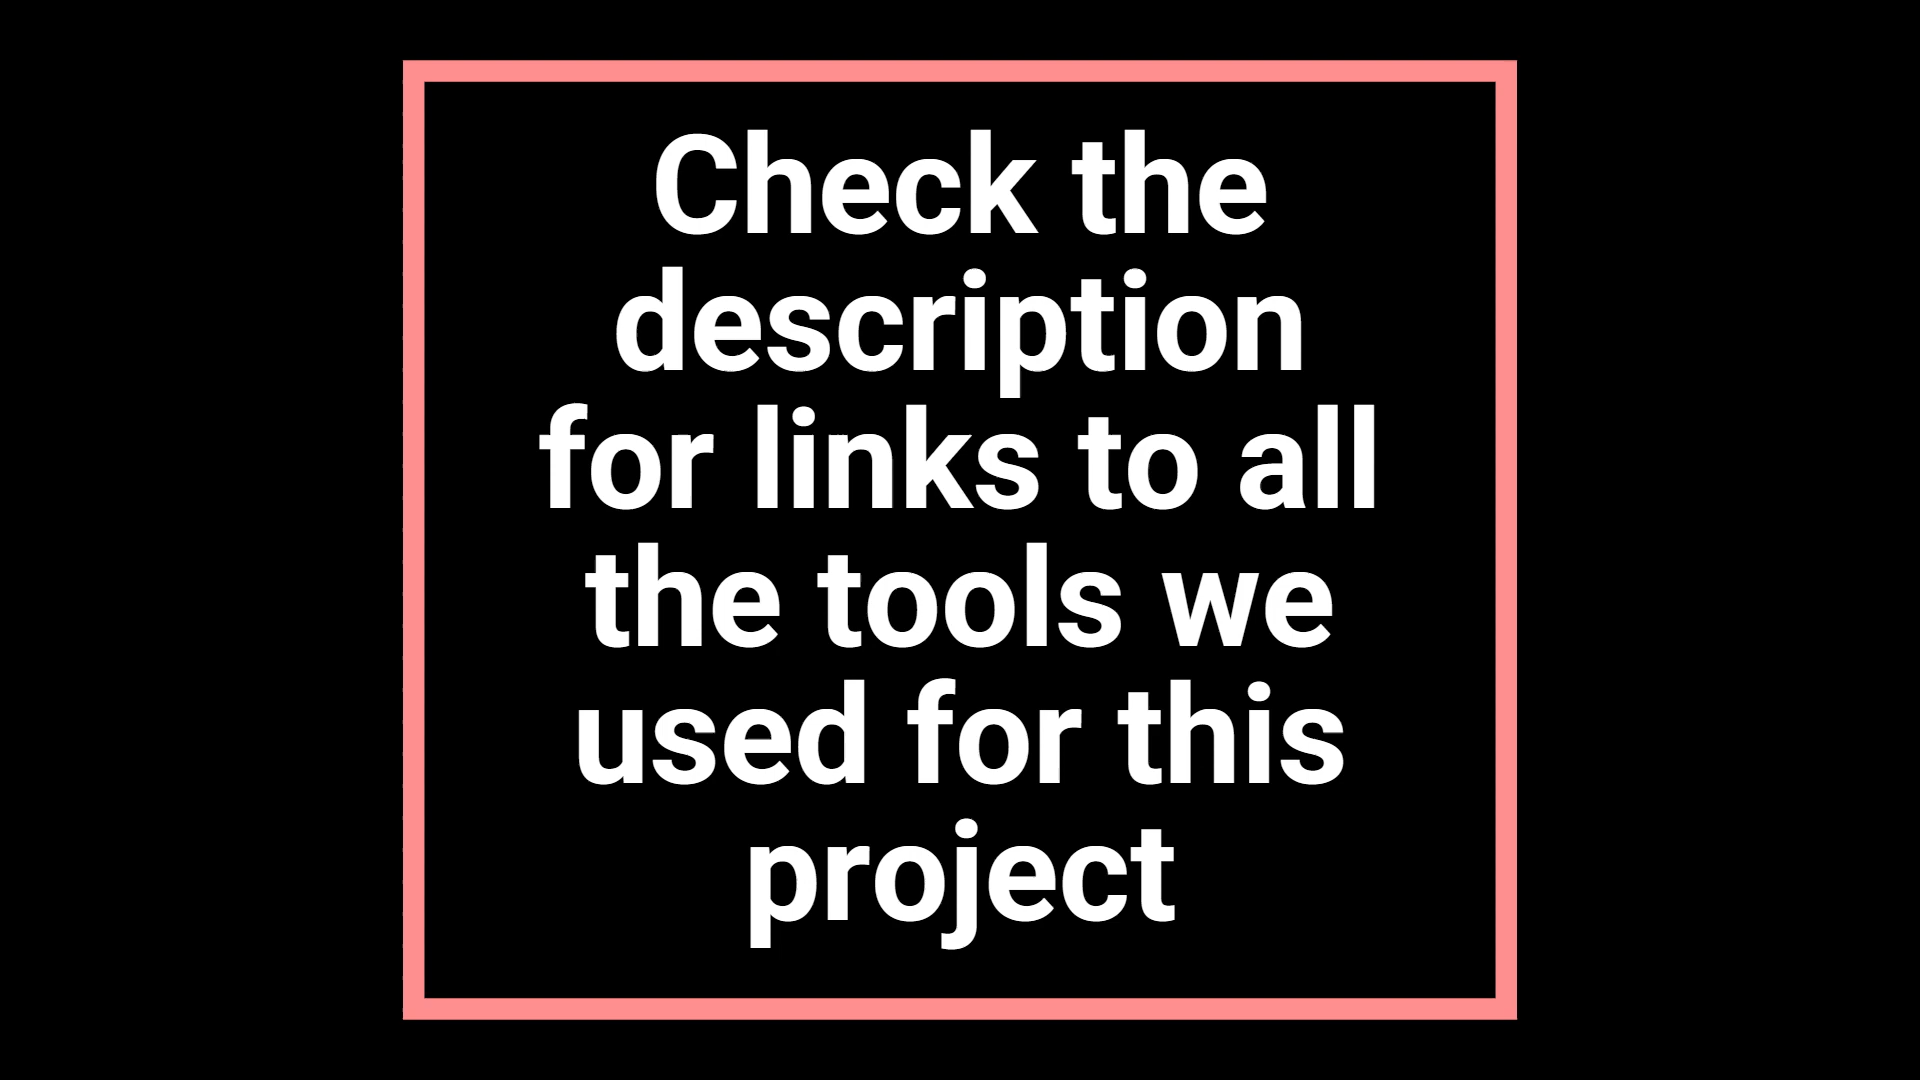 Check the
description
for links to all
the tools we
used for this
project